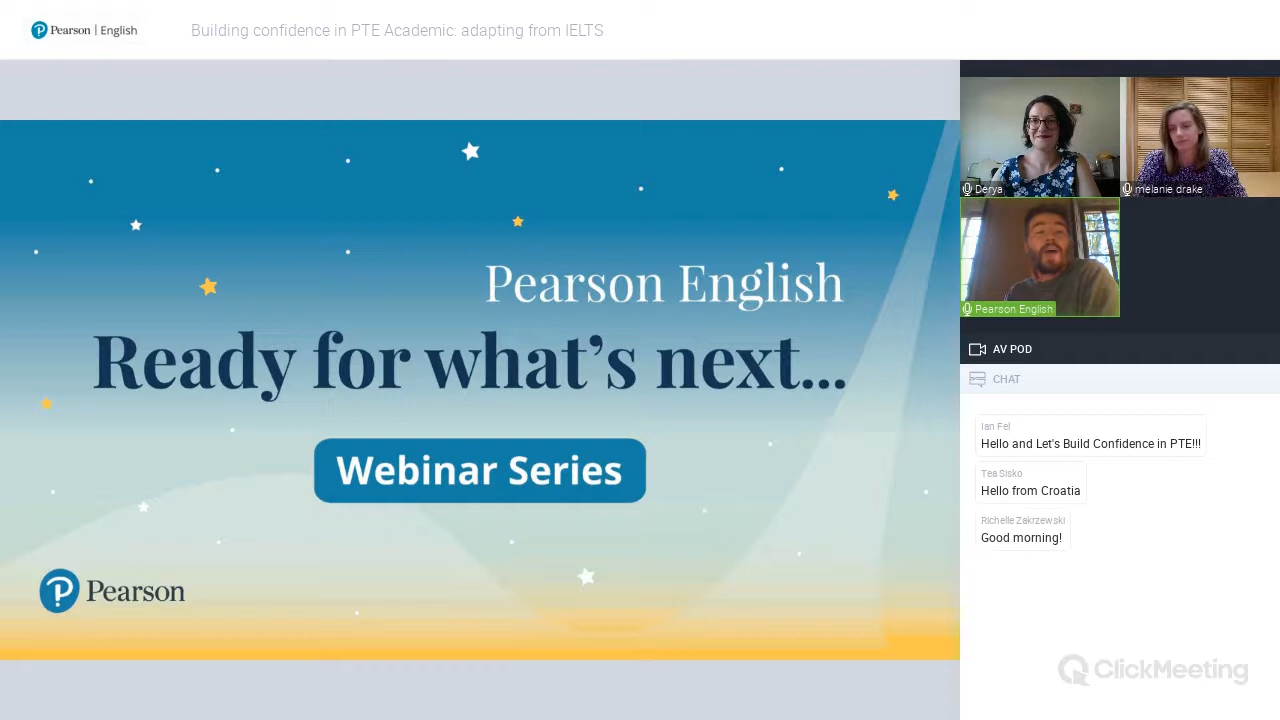 Pearson | English
Building confidence in PTE Academic: adapting from IELTS
Pearson English
Ready for what's next...
Webinar Series
Pearson
Derya
melanie drake
Pearson English
AV POD
CHAT
Ian Fel
Hello and Let's Build Confidence in PTE!!!
Tea Sisko
Hello from Croatia
Richelle Zakrzewski
Good morning!
ClickMeeting